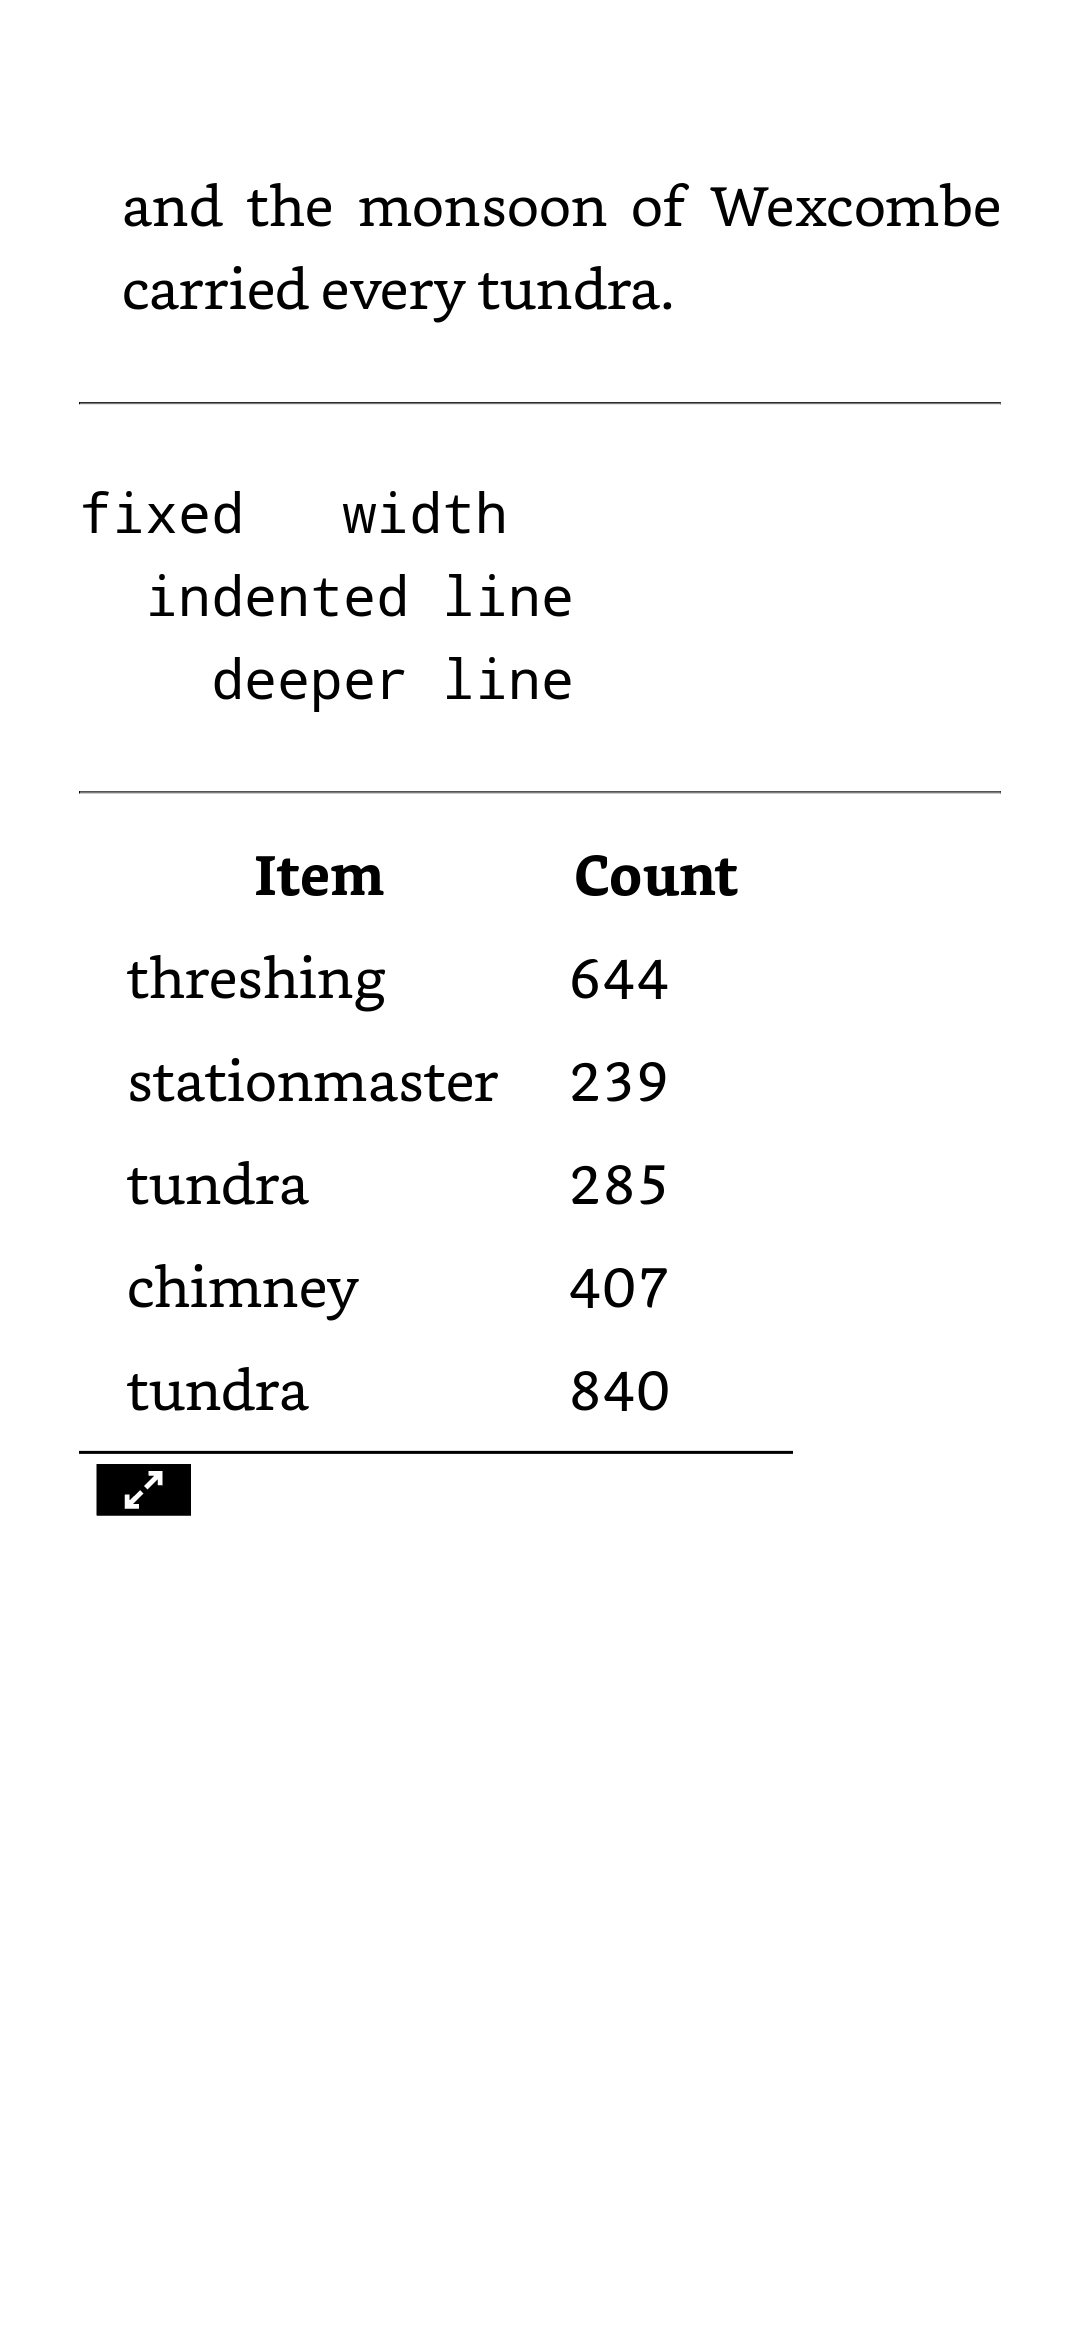 and the monsoon of Wexcombe
carried every tundra.
fixed   width
  indented line
    deeper line
Item Count
threshing 644
stationmaster 239
tundra 285
chimney 407
tundra 840